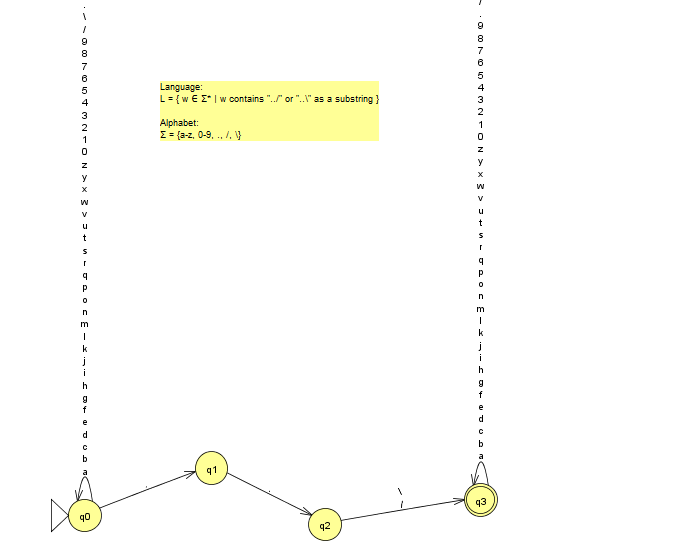 .
\
/
9
8
7
6
5
4
3
2
1
0
z
y
x
w
v
u
t
s
r
q
p
o
n
m
l
k
j
i
h
g
f
e
d
c
b
a
Language:
L = { w ∈ Σ* | w contains "../" or "..\" as a substring }
Alphabet:
Σ = {a-z, 0-9, ., /, \}
/
.
9
8
7
6
5
4
3
2
1
0
z
y
x
w
v
u
t
s
r
q
p
o
n
m
l
k
j
i
h
g
f
e
d
c
b
a
q0
.
q1
.
q2
\
/
q3